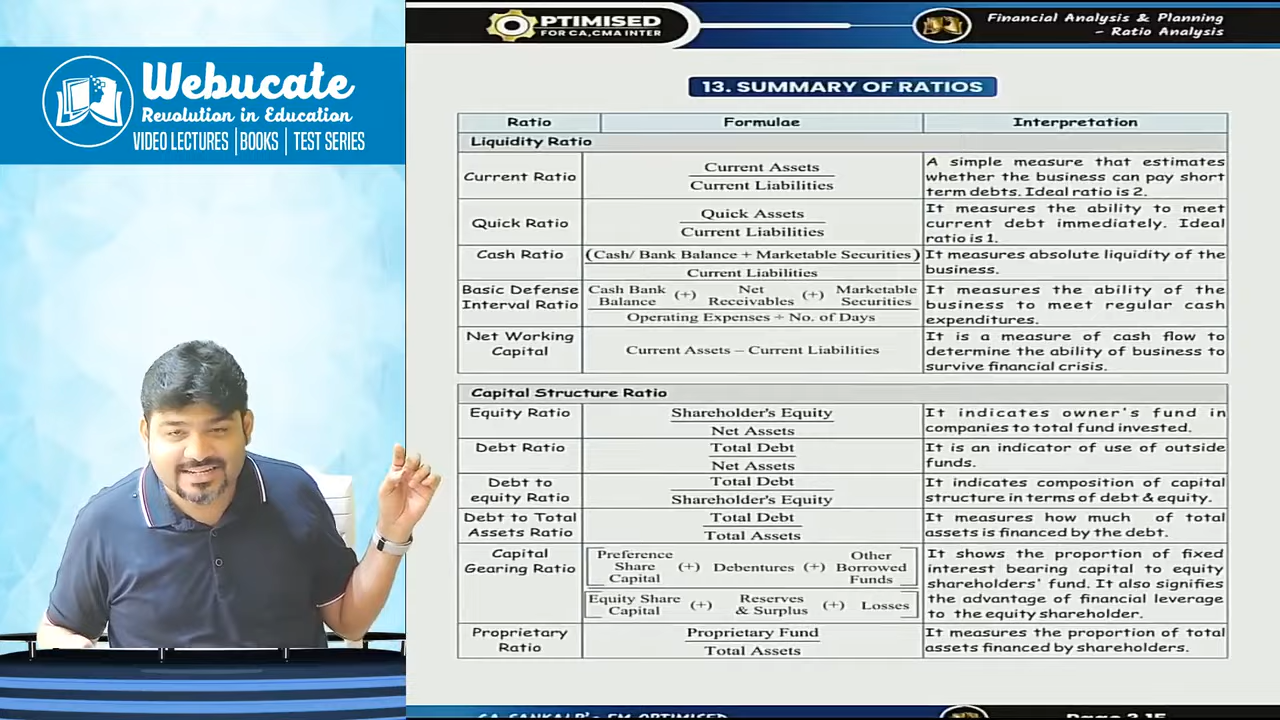 Webucate
Revolution in Education
VIDEO LECTURES | BOOKS | TEST SERIES
OPTIMISED
FOR CA,CMA INTER
Financial Analysis & Planning
- Ratio Analysis
13. SUMMARY OF RATIOS
Ratio Formulae Interpretation
Liquidity Ratio
Current Ratio
Current Assets
Current Liabilities
A simple measure that estimates
whether the business can pay short
term debts. Ideal ratio is 2.
Quick Ratio
Quick Assets
Current Liabilities
It measures the ability to meet
current debt immediately. Ideal
ratio is 1.
Cash Ratio
(Cash/ Bank Balance + Marketable Securities)
Current Liabilities
It measures absolute liquidity of the
business.
Basic Defense
Interval Ratio
Cash Bank Net Marketable
Balance (+) Receivables (+) Securities
Operating Expenses ÷ No. of Days
It measures the ability of the
business to meet regular cash
expenditures.
Net Working
Capital
Current Assets – Current Liabilities
It is a measure of cash flow to
determine the ability of business to
survive financial crisis.
Capital Structure Ratio
Equity Ratio
Shareholder's Equity
Net Assets
It indicates owner's fund in
companies to total fund invested.
Debt Ratio
Total Debt
Net Assets
It is an indicator of use of outside
funds.
Debt to
equity Ratio
Total Debt
Shareholder's Equity
It indicates composition of capital
structure in terms of debt & equity.
Debt to Total
Assets Ratio
Total Debt
Total Assets
It measures how much of total
assets is financed by the debt.
Capital
Gearing Ratio
Preference Other
Share (+) Debentures (+) Borrowed
Capital Funds
Equity Share Reserves
Capital (+) & Surplus (+) Losses
It shows the proportion of fixed
interest bearing capital to equity
shareholders' fund. It also signifies
the advantage of financial leverage
to the equity shareholder.
Proprietary
Ratio
Proprietary Fund
Total Assets
It measures the proportion of total
assets financed by shareholders.
CA SANKALP's FM OPTIMISED
Page 3.15